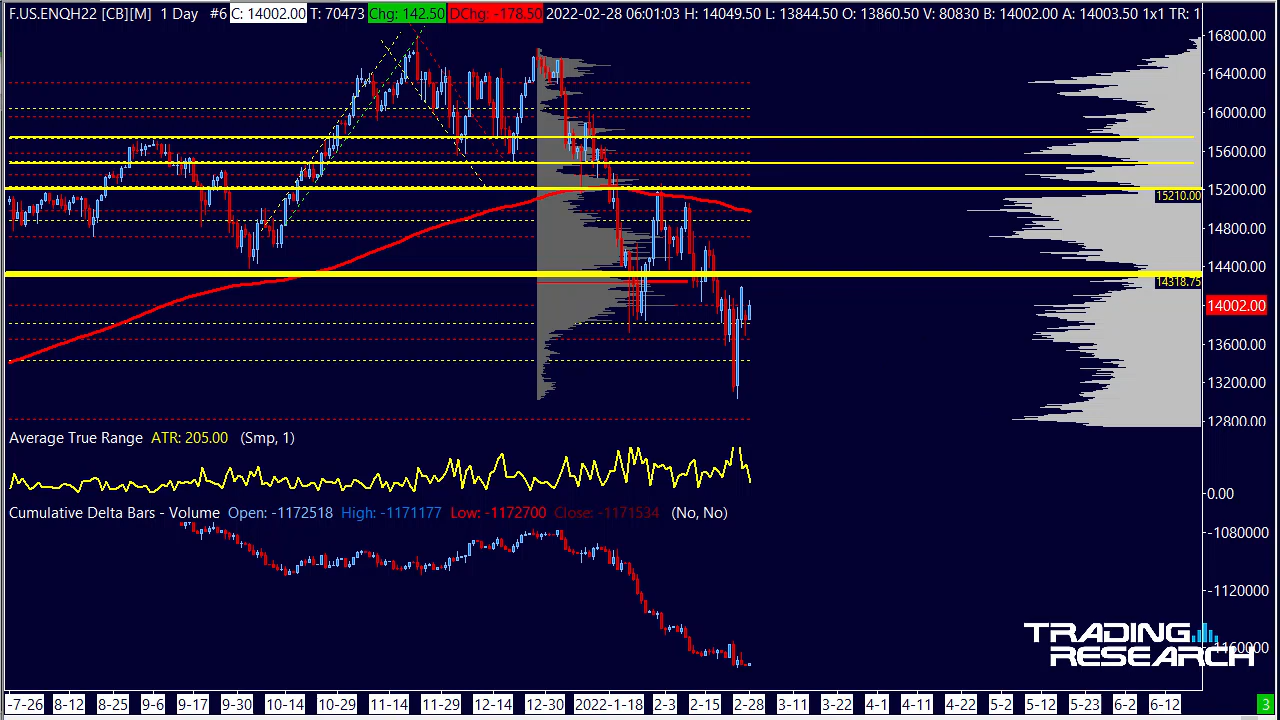 F.US.ENQH22 [CB][M] 1 Day #6 C: 14002.00 T: 70473 Chg: 142.50 DChg: -178.50 2022-02-28 06:01:03 H: 14049.50 L: 13844.50 O: 13860.50 V: 80830 B: 14002.00 A: 14003.50 1x1 TR: 1
16800.00
16400.00
16000.00
15600.00
15200.00
15210.00
14800.00
14400.00
14318.75
14002.00
13600.00
13200.00
12800.00
Average True Range ATR: 205.00 (Smp, 1)
0.00
Cumulative Delta Bars - Volume Open: -1172518 High: -1171177 Low: -1172700 Close: -1171534 (No, No)
-1080000
-1120000
-1160000
TRADING
RESEARCH
-7-26 8-12 8-25 9-6 9-17 9-30 10-14 10-29 11-14 11-29 12-14 12-30 2022-1-18 2-3 2-15 2-28 3-11 3-22 4-1 4-11 4-22 5-2 5-12 5-23 6-2 6-12 3